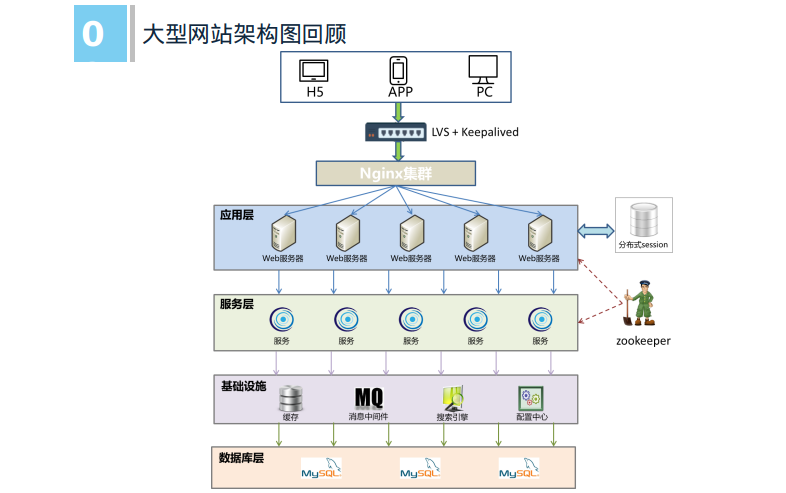 0 大型网站架构图回顾
H5 APP PC
LVS + Keepalived
Nginx集群
应用层
Web服务器 Web服务器 Web服务器 Web服务器 Web服务器
分布式session
服务层
服务 服务 服务 服务 服务
zookeeper
基础设施
MQ
缓存 消息中间件 搜索引擎 配置中心
数据库层
MySQL MySQL MySQL